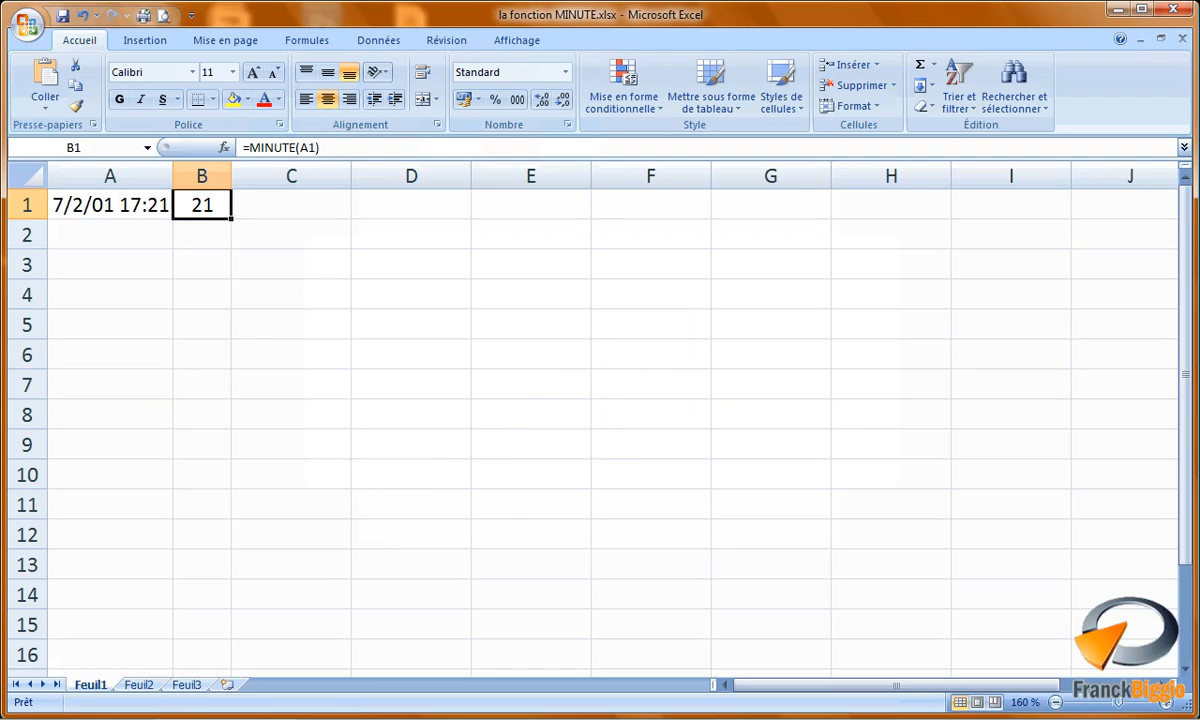 la fonction MINUTE.xlsx - Microsoft Excel
Accueil Insertion Mise en page Formules Données Révision Affichage
Coller
Calibri 11
G I S
Standard
% 000
Mise en forme conditionnelle
Mettre sous forme de tableau
Styles de cellules
Insérer
Supprimer
Format
Σ
Trier et filtrer
Rechercher et sélectionner
Presse-papiers Police Alignement Nombre Style Cellules Édition
B1 fx =MINUTE(A1)
A B C D E F G H I J
1 7/2/01 17:21 21
2
3
4
5
6
7
8
9
10
11
12
13
14
15
16
FranckBigglo
Feuil1 Feuil2 Feuil3
Prêt 160 %